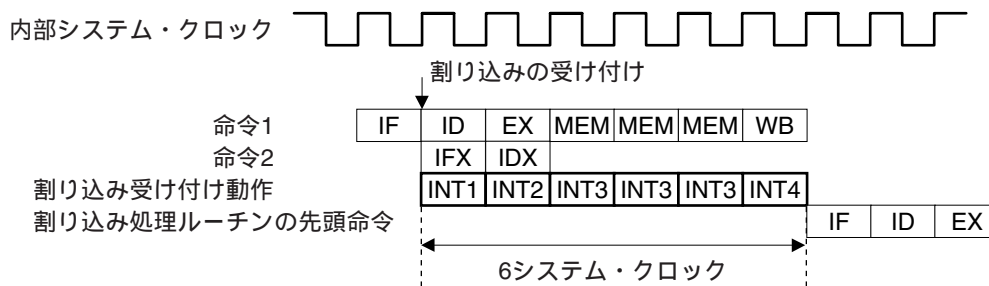 内部システム・クロック
割り込みの受け付け
命令1 IF ID EX MEM MEM MEM WB
命令2 IFX IDX
割り込み受け付け動作 INT1 INT2 INT3 INT3 INT3 INT4
割り込み処理ルーチンの先頭命令 IF ID EX
6システム・クロック